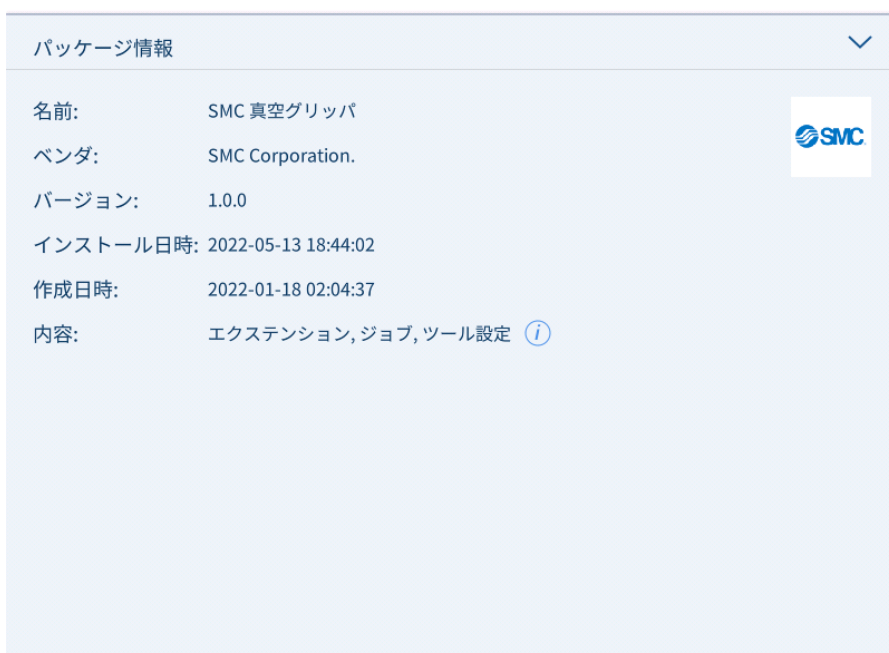 パッケージ情報
名前: SMC 真空グリッパ
SMC
ベンダ: SMC Corporation.
バージョン: 1.0.0
インストール日時: 2022-05-13 18:44:02
作成日時: 2022-01-18 02:04:37
内容: エクステンション, ジョブ, ツール設定 i